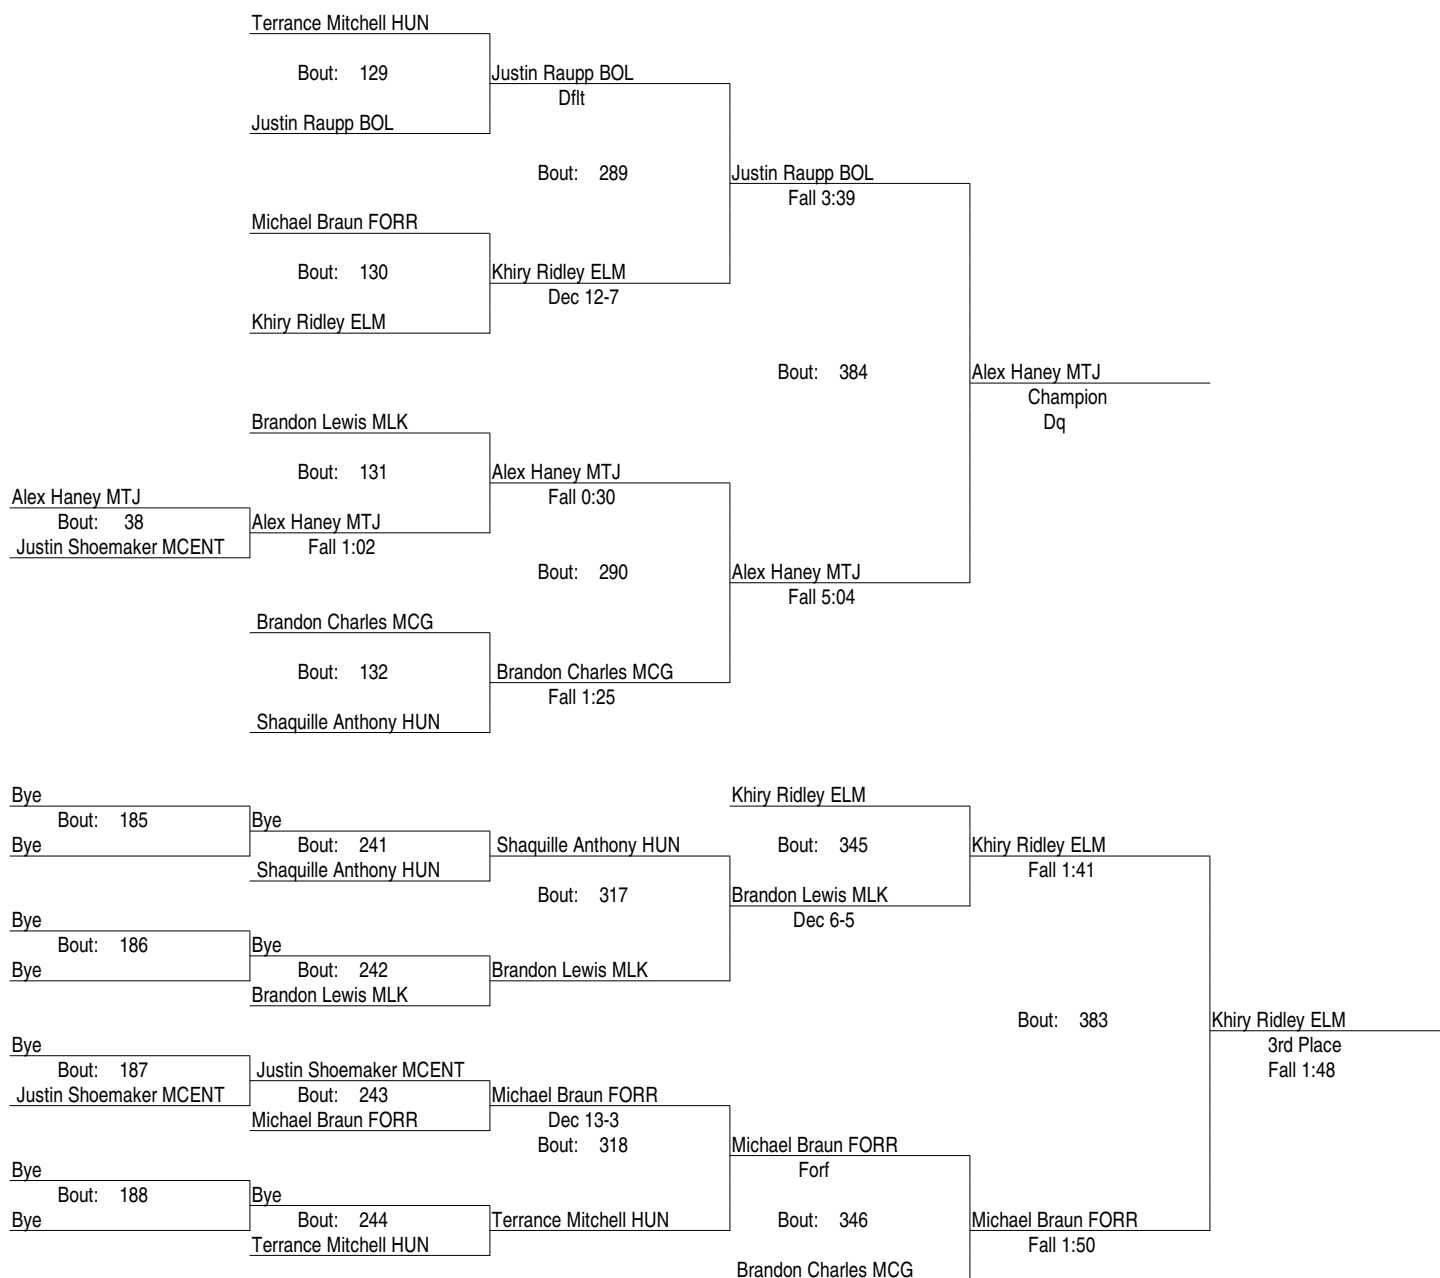 Terrance Mitchell HUN
Bout: 129
Justin Raupp BOL
Dflt
Justin Raupp BOL
Bout: 289
Justin Raupp BOL
Fall 3:39
Michael Braun FORR
Bout: 130
Khiry Ridley ELM
Dec 12-7
Khiry Ridley ELM
Bout: 384
Alex Haney MTJ
Champion
Dq
Brandon Lewis MLK
Bout: 131
Alex Haney MTJ
Fall 0:30
Alex Haney MTJ
Bout: 38
Alex Haney MTJ
Justin Shoemaker MCENT
Fall 1:02
Bout: 290
Alex Haney MTJ
Fall 5:04
Brandon Charles MCG
Bout: 132
Brandon Charles MCG
Fall 1:25
Shaquille Anthony HUN
Bye
Khiry Ridley ELM
Bout: 185
Bye
Bye
Bout: 241
Shaquille Anthony HUN
Bout: 345
Khiry Ridley ELM
Shaquille Anthony HUN
Fall 1:41
Bout: 317
Brandon Lewis MLK
Dec 6-5
Bye
Bout: 186
Bye
Bye
Bout: 242
Brandon Lewis MLK
Brandon Lewis MLK
Bout: 383
Khiry Ridley ELM
3rd Place
Fall 1:48
Bye
Bout: 187
Justin Shoemaker MCENT
Justin Shoemaker MCENT
Bout: 243
Michael Braun FORR
Michael Braun FORR
Dec 13-3
Bout: 318
Michael Braun FORR
Forf
Bye
Bout: 188
Bye
Bye
Bout: 244
Terrance Mitchell HUN
Bout: 346
Michael Braun FORR
Terrance Mitchell HUN
Fall 1:50
Brandon Charles MCG